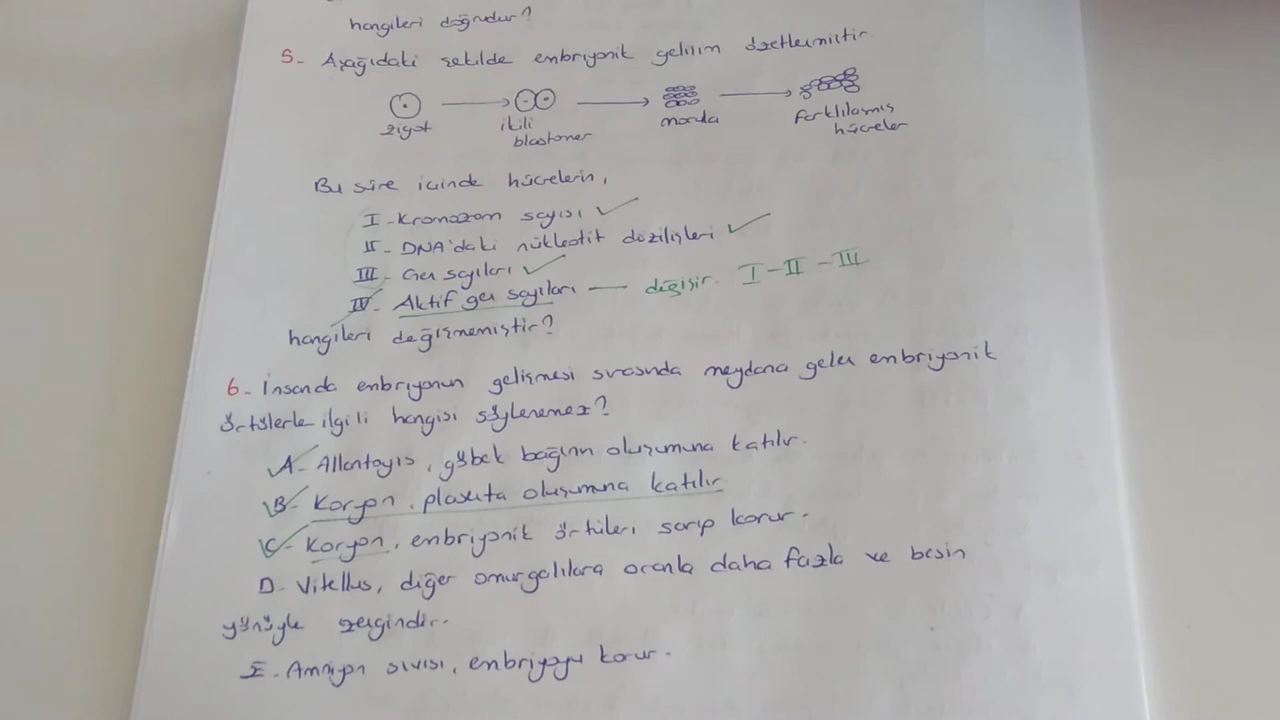 hangileri doğrudur?
5- Aşağıdaki şekilde embriyonik gelişim özetlenmiştir
zigot
ikili
blastomer
morula
farklılaşmış
hücreler
Bu süre içinde hücrelerin,
I - Kromozom sayısı ✓
II - DNA'daki nükleotit dizilişleri ✓
III - Gen sayıları ✓
IV - Aktif gen sayıları — değişir. I-II-III
hangileri değişmemiştir?
6- İnsanda embriyonun gelişmesi sırasında meydana gelen embriyonik
örtülerle ilgili hangisi söylenemez?
A- Allontoyis, göbek bağının oluşumuna katılır.
B- Koryon, plasenta oluşumuna katılır
C- Koryon, embriyonik örtüleri sarıp korur.
D- Vitellus, diğer omurgalılara oranla daha fazla ve besin
yönüyle zengindir.
E- Amniyon sıvısı, embriyoyu korur.